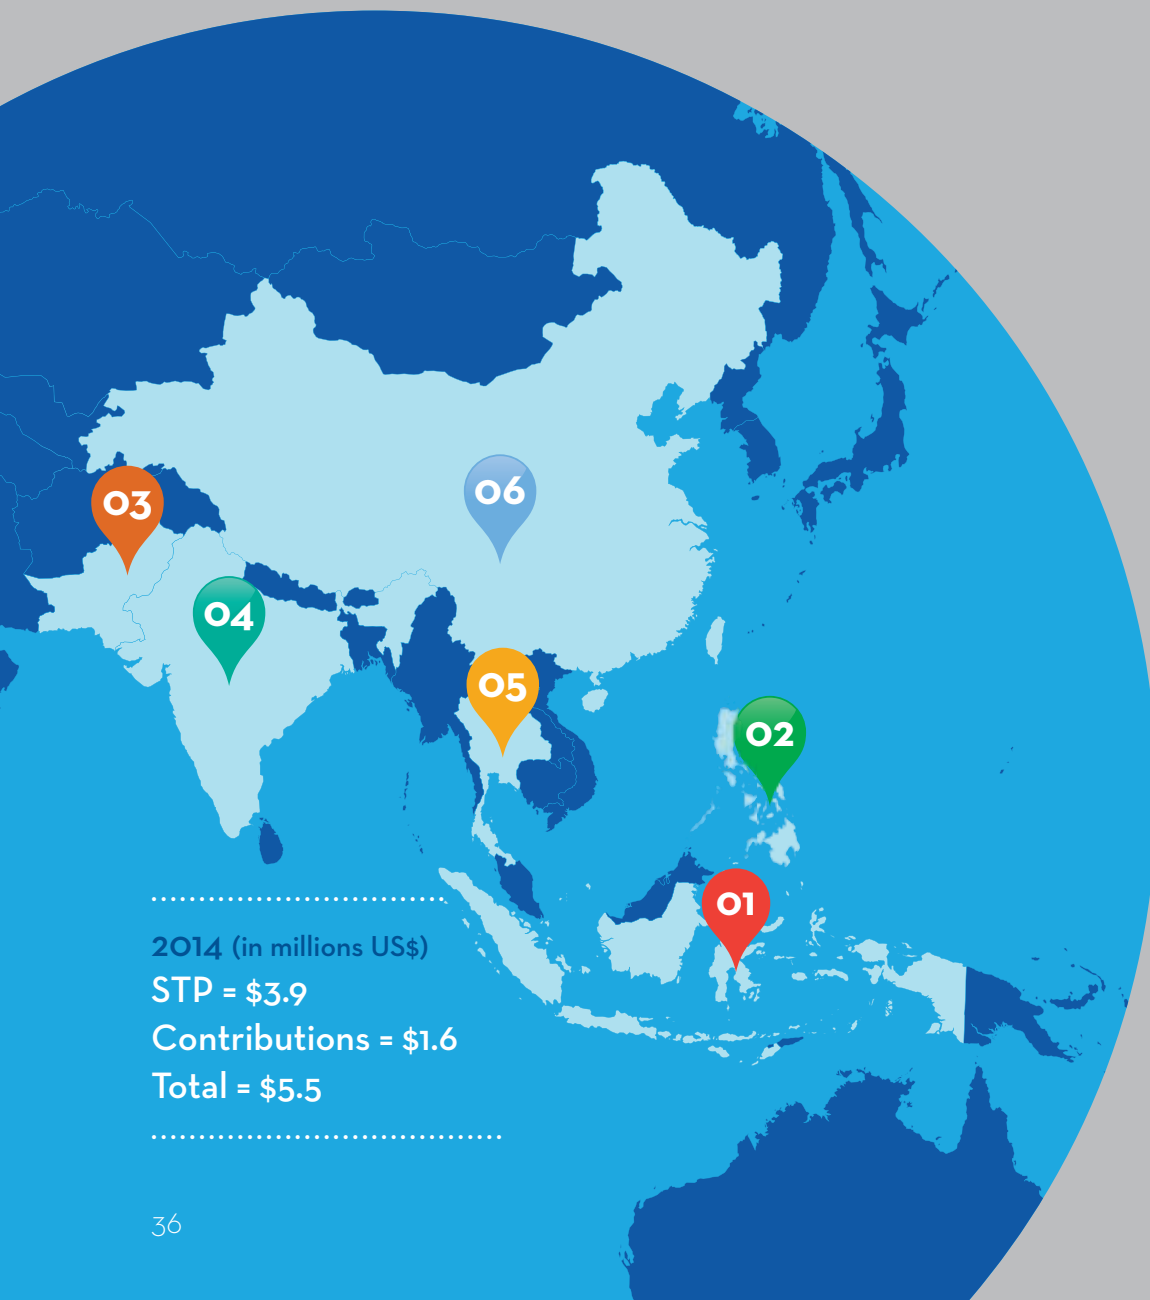 03
06
04
05
02
01
2014 (in millions US$)
STP = $3.9
Contributions = $1.6
Total = $5.5
36